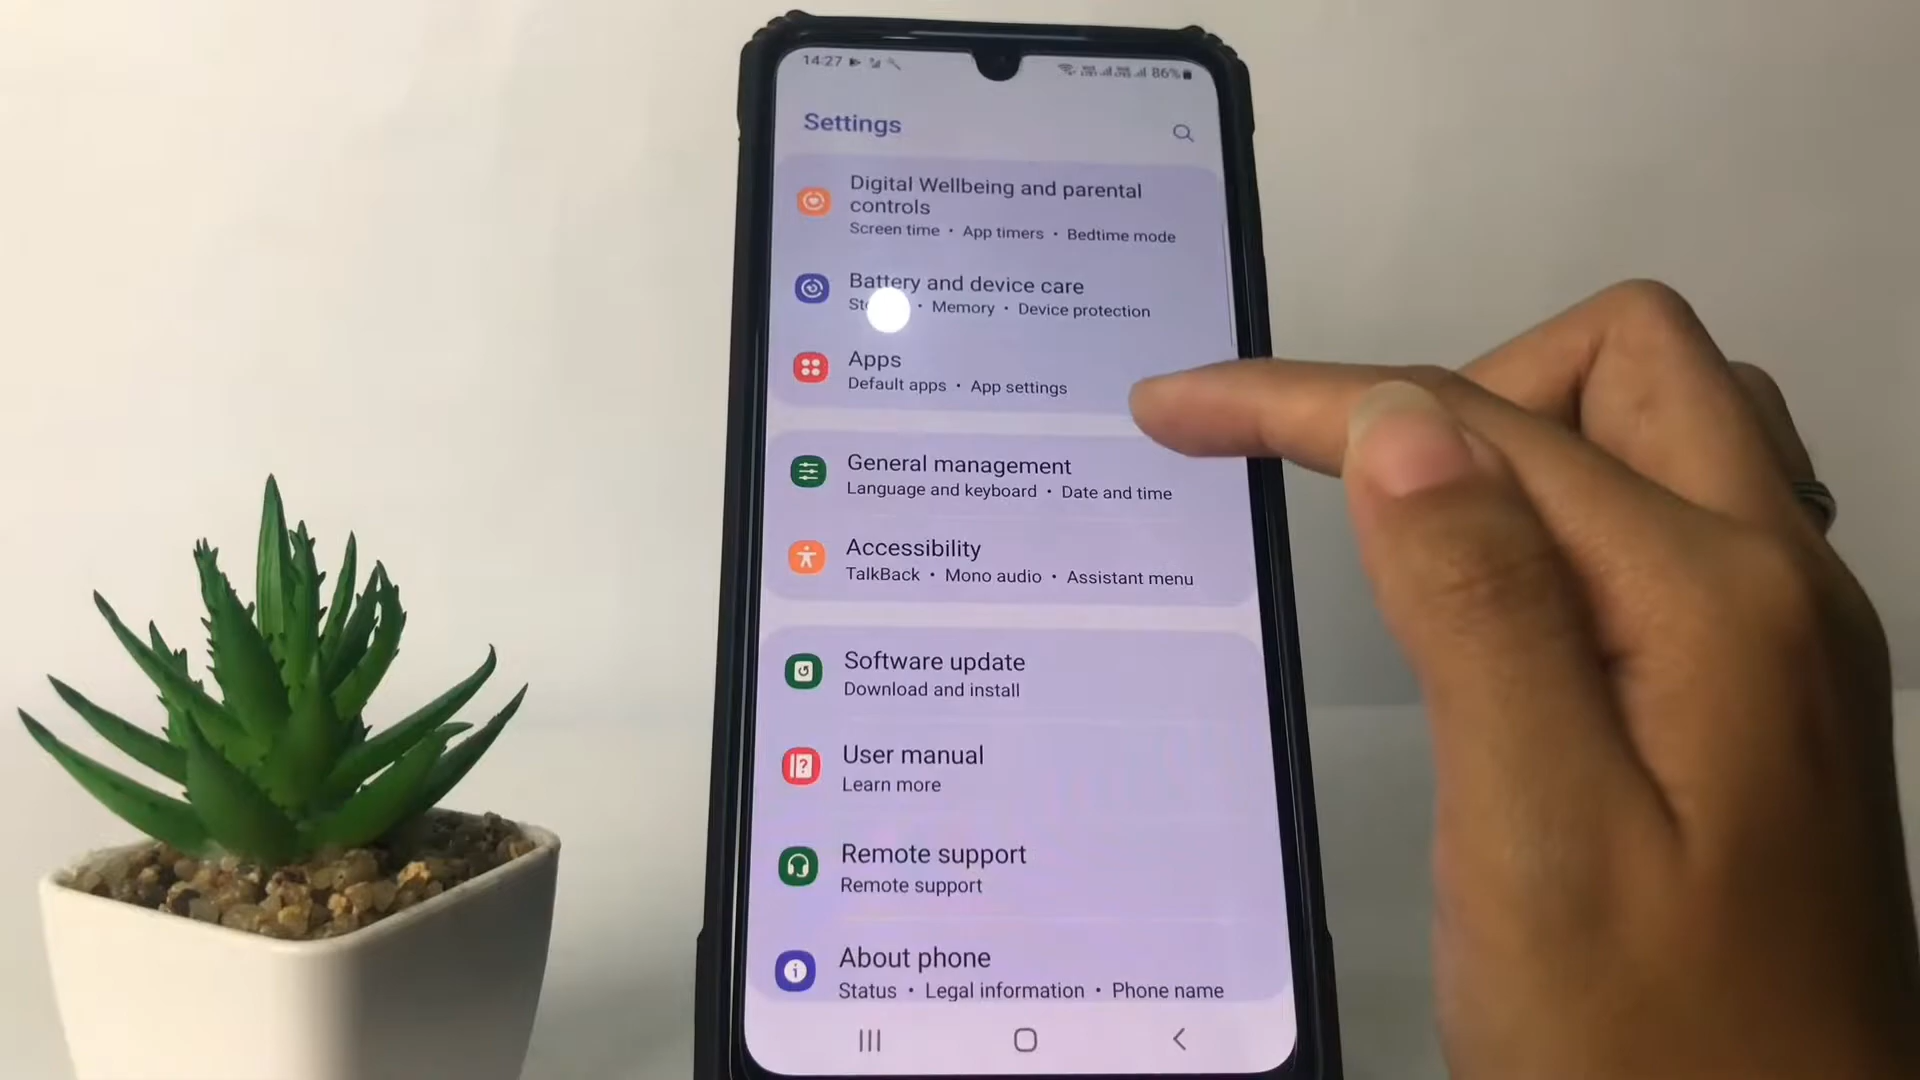 14:27 86%
Settings
Digital Wellbeing and parental
controls
Screen time • App timers • Bedtime mode
Battery and device care
• Memory • Device protection
Apps
Default apps • App settings
General management
Language and keyboard • Date and time
Accessibility
TalkBack • Mono audio • Assistant menu
Software update
Download and install
User manual
Learn more
Remote support
Remote support
About phone
Status • Legal information • Phone name